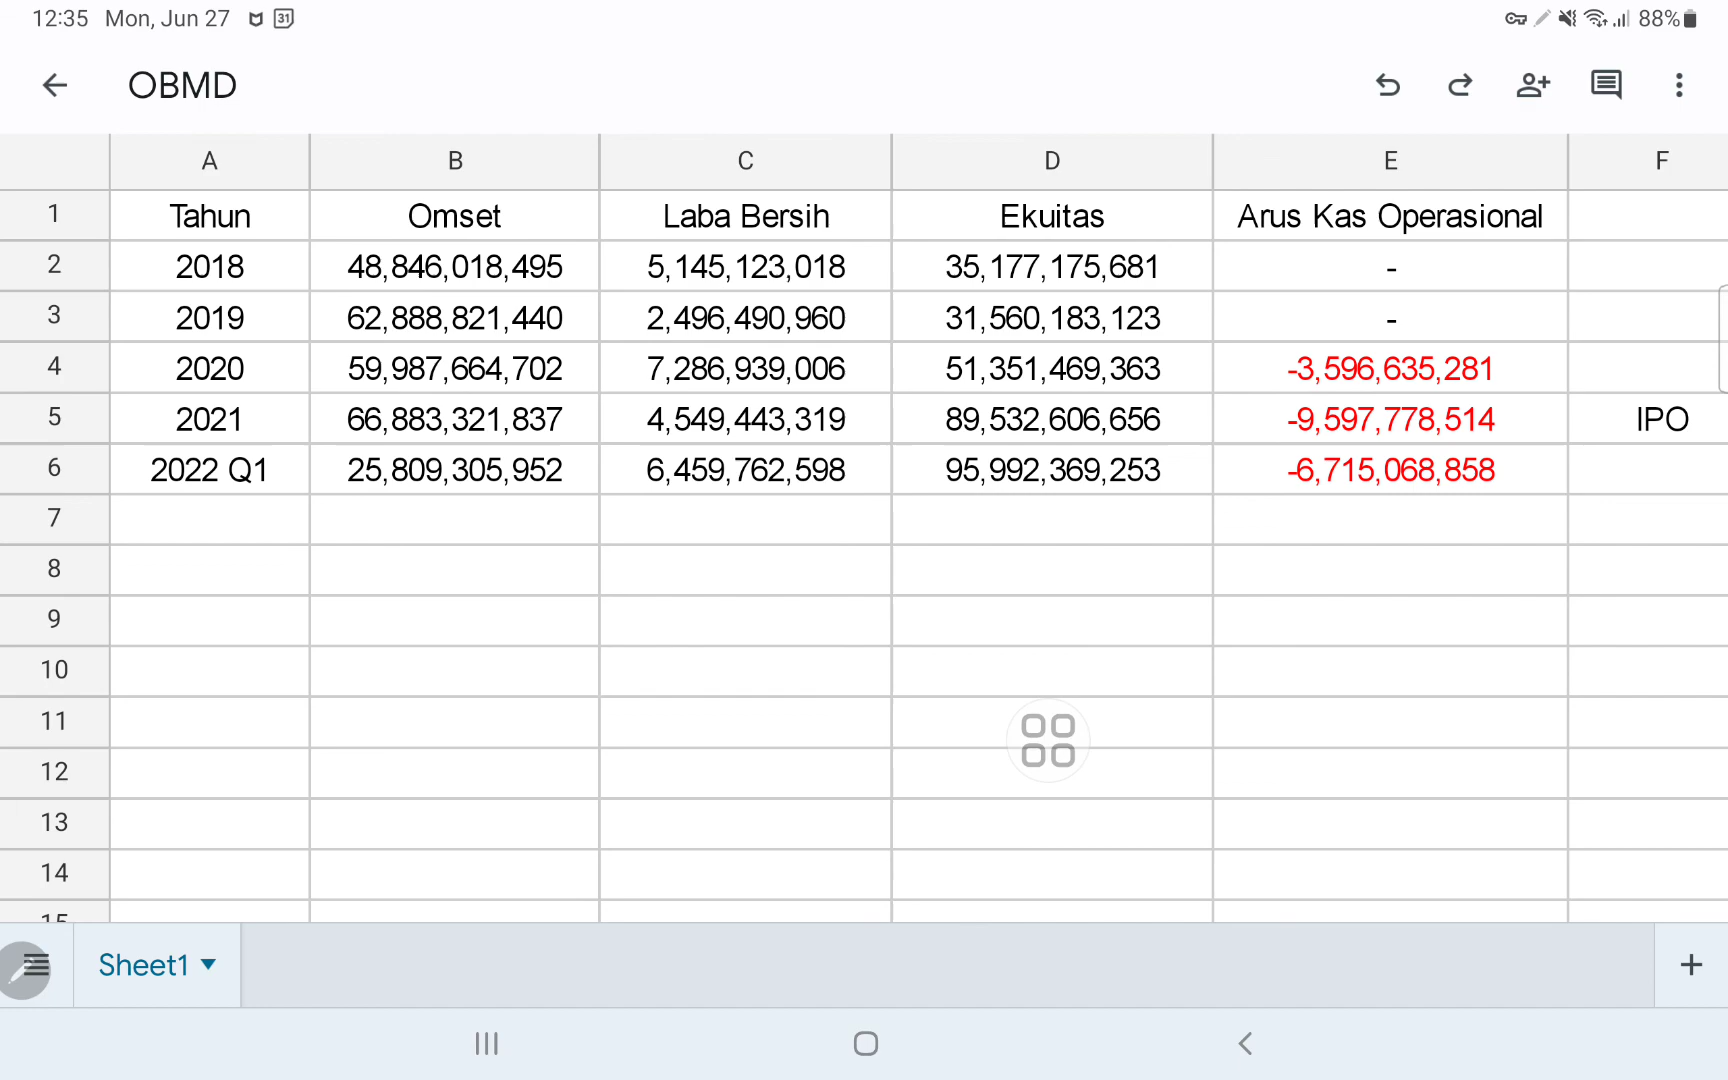 12:35 Mon, Jun 27 31 88%
OBMD
A B C D E F
1 Tahun Omset Laba Bersih Ekuitas Arus Kas Operasional
2 2018 48,846,018,495 5,145,123,018 35,177,175,681 -
3 2019 62,888,821,440 2,496,490,960 31,560,183,123 -
4 2020 59,987,664,702 7,286,939,006 51,351,469,363 -3,596,635,281
5 2021 66,883,321,837 4,549,443,319 89,532,606,656 -9,597,778,514 IPO
6 2022 Q1 25,809,305,952 6,459,762,598 95,992,369,253 -6,715,068,858
7
8
9
10
11
12
13
14
15
Sheet1